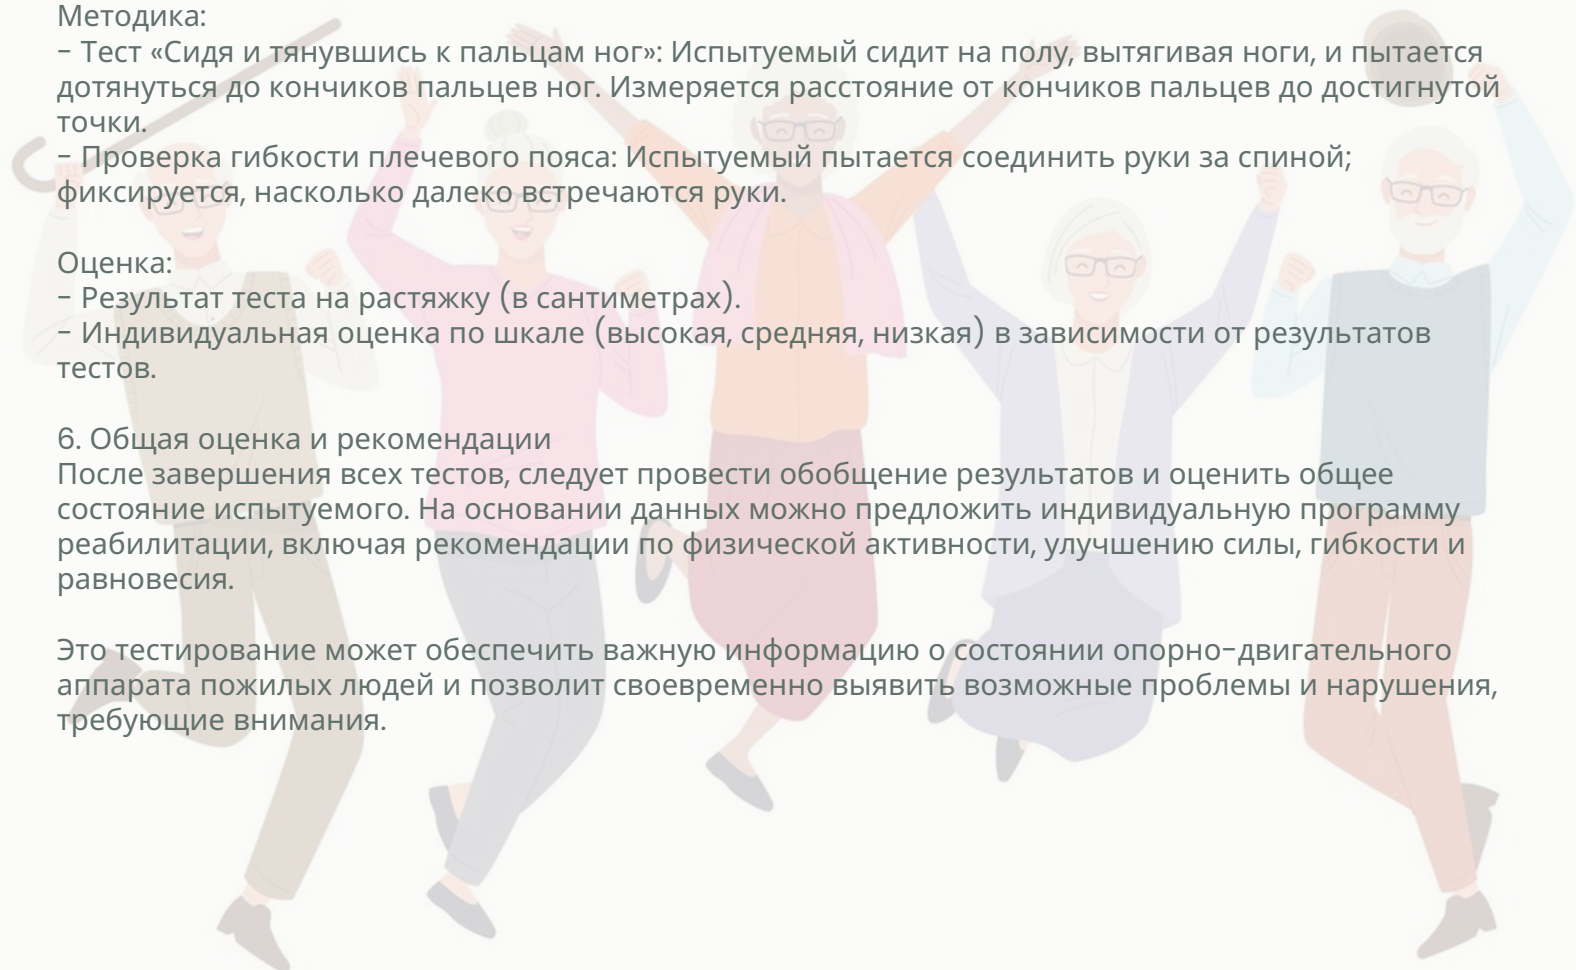 Методика:
– Тест «Сидя и тянувшись к пальцам ног»: Испытуемый сидит на полу, вытягивая ноги, и пытается
дотянуться до кончиков пальцев ног. Измеряется расстояние от кончиков пальцев до достигнутой
точки.
– Проверка гибкости плечевого пояса: Испытуемый пытается соединить руки за спиной;
фиксируется, насколько далеко встречаются руки.
Оценка:
– Результат теста на растяжку (в сантиметрах).
– Индивидуальная оценка по шкале (высокая, средняя, низкая) в зависимости от результатов
тестов.
6. Общая оценка и рекомендации
После завершения всех тестов, следует провести обобщение результатов и оценить общее
состояние испытуемого. На основании данных можно предложить индивидуальную программу
реабилитации, включая рекомендации по физической активности, улучшению силы, гибкости и
равновесия.
Это тестирование может обеспечить важную информацию о состоянии опорно–двигательного
аппарата пожилых людей и позволит своевременно выявить возможные проблемы и нарушения,
требующие внимания.